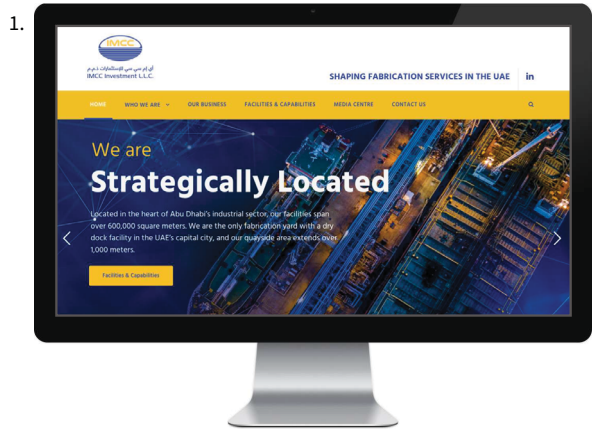 1.
IMCC
أي إم سي سي للإستثمارات ذ.م.م
IMCC Investment L.L.C.
SHAPING FABRICATION SERVICES IN THE UAE
in
HOME WHO WE ARE OUR BUSINESS FACILITIES & CAPABILITIES MEDIA CENTRE CONTACT US
We are
Strategically Located
Located in the heart of Abu Dhabi's industrial sector, our facilities span
over 600,000 square meters. We are the only fabrication yard with a dry
dock facility in the UAE's capital city, and our quayside area extends over
1,000 meters.
Facilities & Capabilities